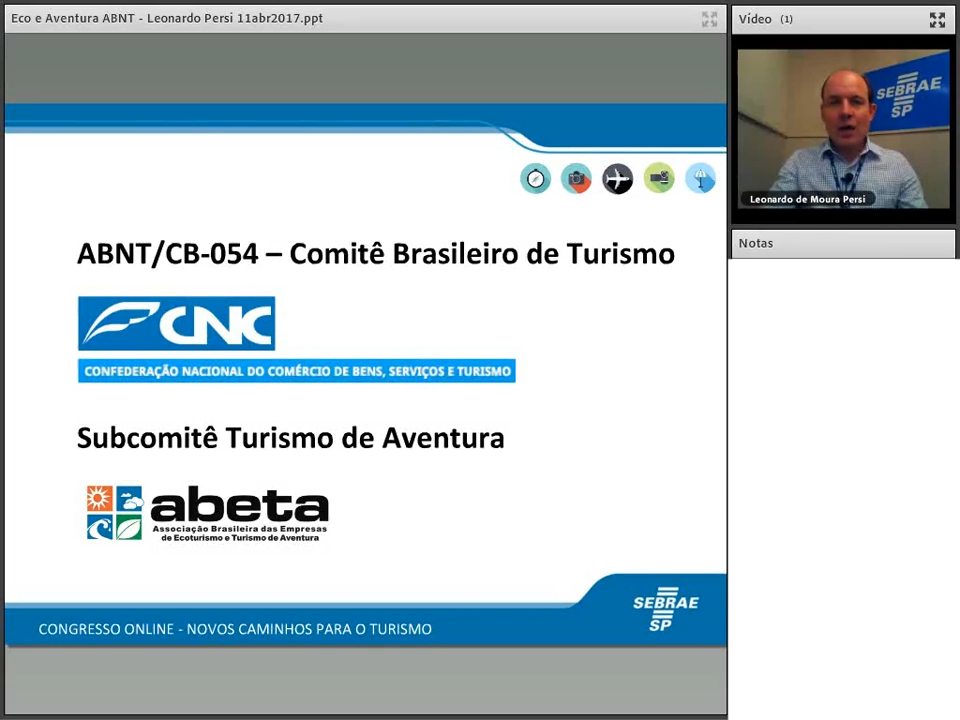 Eco e Aventura ABNT - Leonardo Persi 11abr2017.ppt
Vídeo (1)
SEBRAE
SP
Leonardo de Moura Persi
Notas
ABNT/CB-054 – Comitê Brasileiro de Turismo
CNC
CONFEDERAÇÃO NACIONAL DO COMÉRCIO DE BENS, SERVIÇOS E TURISMO
Subcomitê Turismo de Aventura
abeta
Associação Brasileira das Empresas
de Ecoturismo e Turismo de Aventura
CONGRESSO ONLINE - NOVOS CAMINHOS PARA O TURISMO
SEBRAE
SP